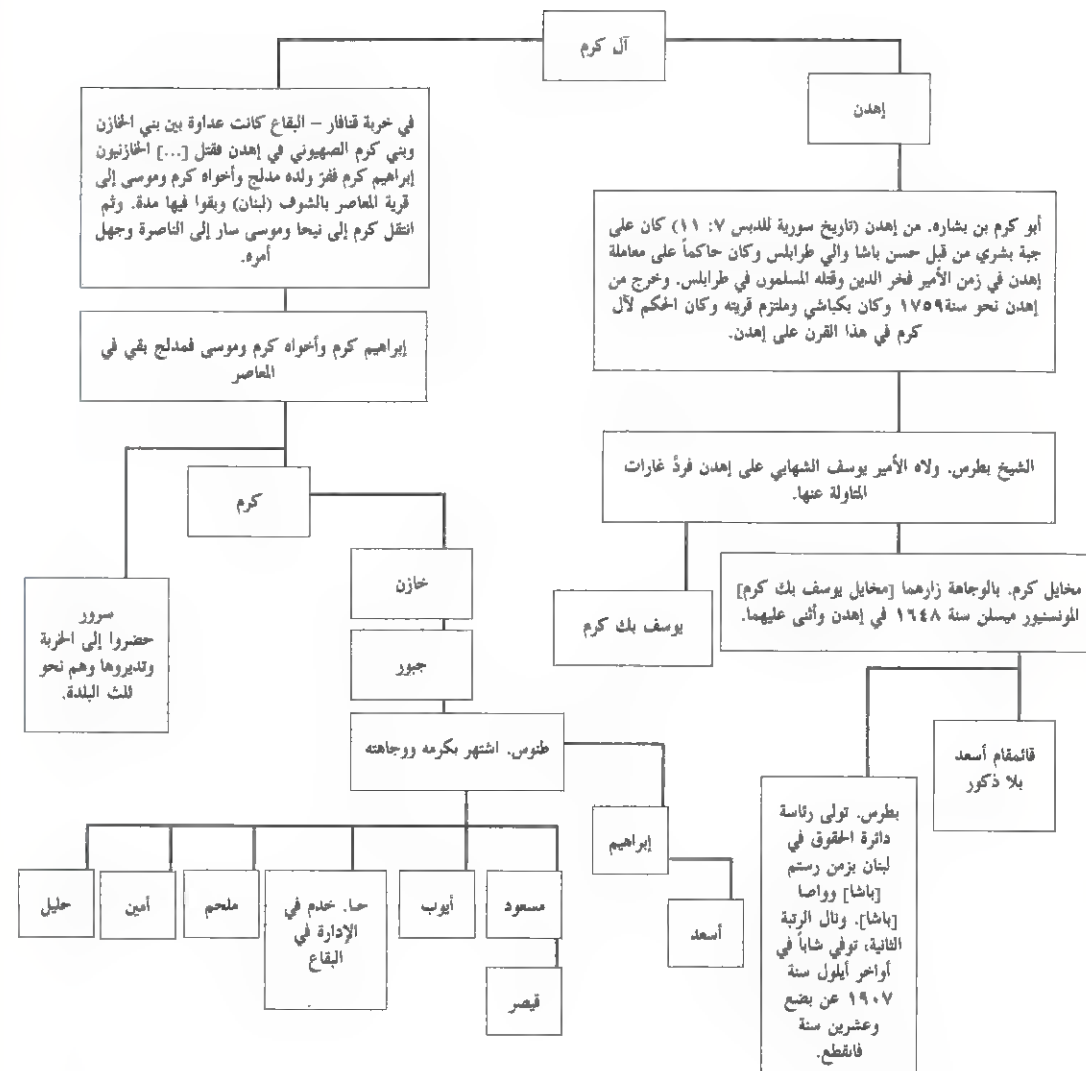 آل كرم
إهدن
أبو كرم بن بشاره. من إهدن (تاريخ سورية للدبس ٧: ١١) كان على
جبة بشري من قبل حسن باشا والي طرابلس وكان حاكماً على معاملة
إهدن في زمن الأمير فخر الدين وقتله المسلمون في طرابلس. وخرج من
إهدن نحو سنة ١٧٥٩ وكان بكباشي وملتزم قريته وكان الحكم لآل
كرم في هذا القرن على إهدن.
الشيخ بطرس. ولاه الأمير يوسف الشهابي على إهدن فردّ غارات
المتاولة عنها.
مخايل كرم. بالوجاهة زارهما [مخايل يوسف بك كرم]
المونسنيور ميسلن سنة ١٦٤٨ في إهدن وأثنى عليهما.
يوسف بك كرم
قائمقام أسعد
بلا ذكور
بطرس. تولى رئاسة
دائرة الحقوق في
لبنان بزمن رستم
[باشا] وواصا
[باشا]. ونال الرتبة
الثانية، توفي شاباً في
أواخر أيلول سنة
١٩٠٧ عن بضع
وعشرين سنة
فانقطع.
في خربة قنافار – البقاع كانت عداوة بين بني الخازن
وبني كرم الصهيوني في إهدن فقتل [...] الخازنيون
إبراهيم كرم ففرّ ولده مدلج وأخواه كرم وموسى إلى
قرية المعاصر بالشوف (لبنان) وبقوا فيها مدة. وثم
انتقل كرم إلى نيحا وموسى سار إلى الناصرة وجهل
أمره.
إبراهيم كرم وأخواه كرم وموسى فمدلج بقي في
المعاصر
كرم
سرور
حضروا إلى الخربة
وتديروها وهم نحو
ثلث البلدة.
خازن
جبور
طنوس. اشتهر بكرمه ووجاهته
إبراهيم
أسعد
مسعود
قيصر
أيوب
حنا. خدم في
الإدارة في
البقاع
ملحم
أمين
خليل